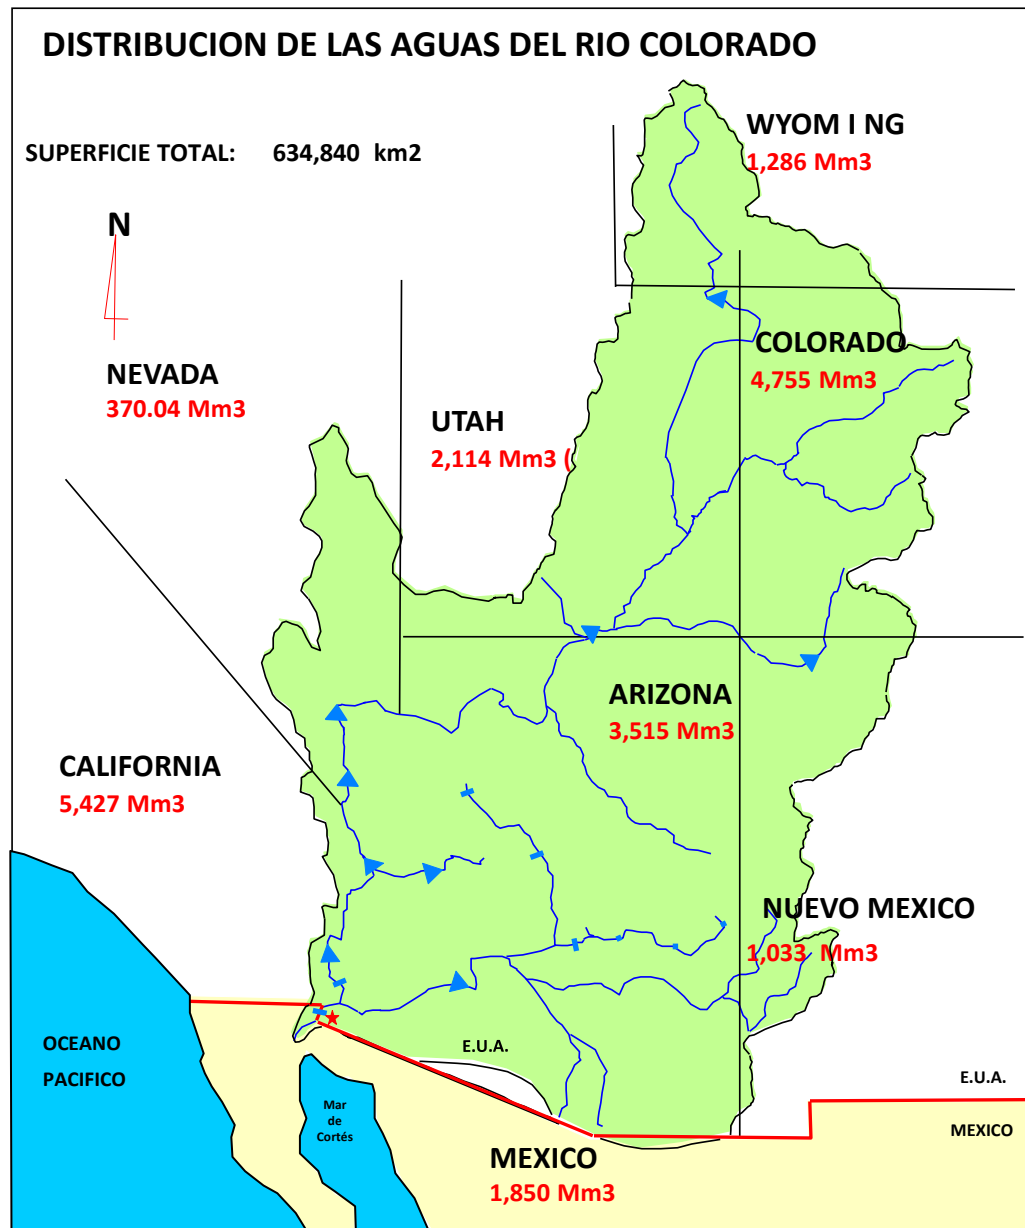 DISTRIBUCION DE LAS AGUAS DEL RIO COLORADO
WYOM I NG
1,286 Mm3
SUPERFICIE TOTAL: 634,840 km2
N
COLORADO
4,755 Mm3
NEVADA
370.04 Mm3
UTAH
2,114 Mm3 (
ARIZONA
3,515 Mm3
CALIFORNIA
5,427 Mm3
NUEVO MEXICO
1,033 Mm3
OCEANO
PACIFICO
E.U.A.
E.U.A.
Mar
de
Cortés
MEXICO
MEXICO
1,850 Mm3